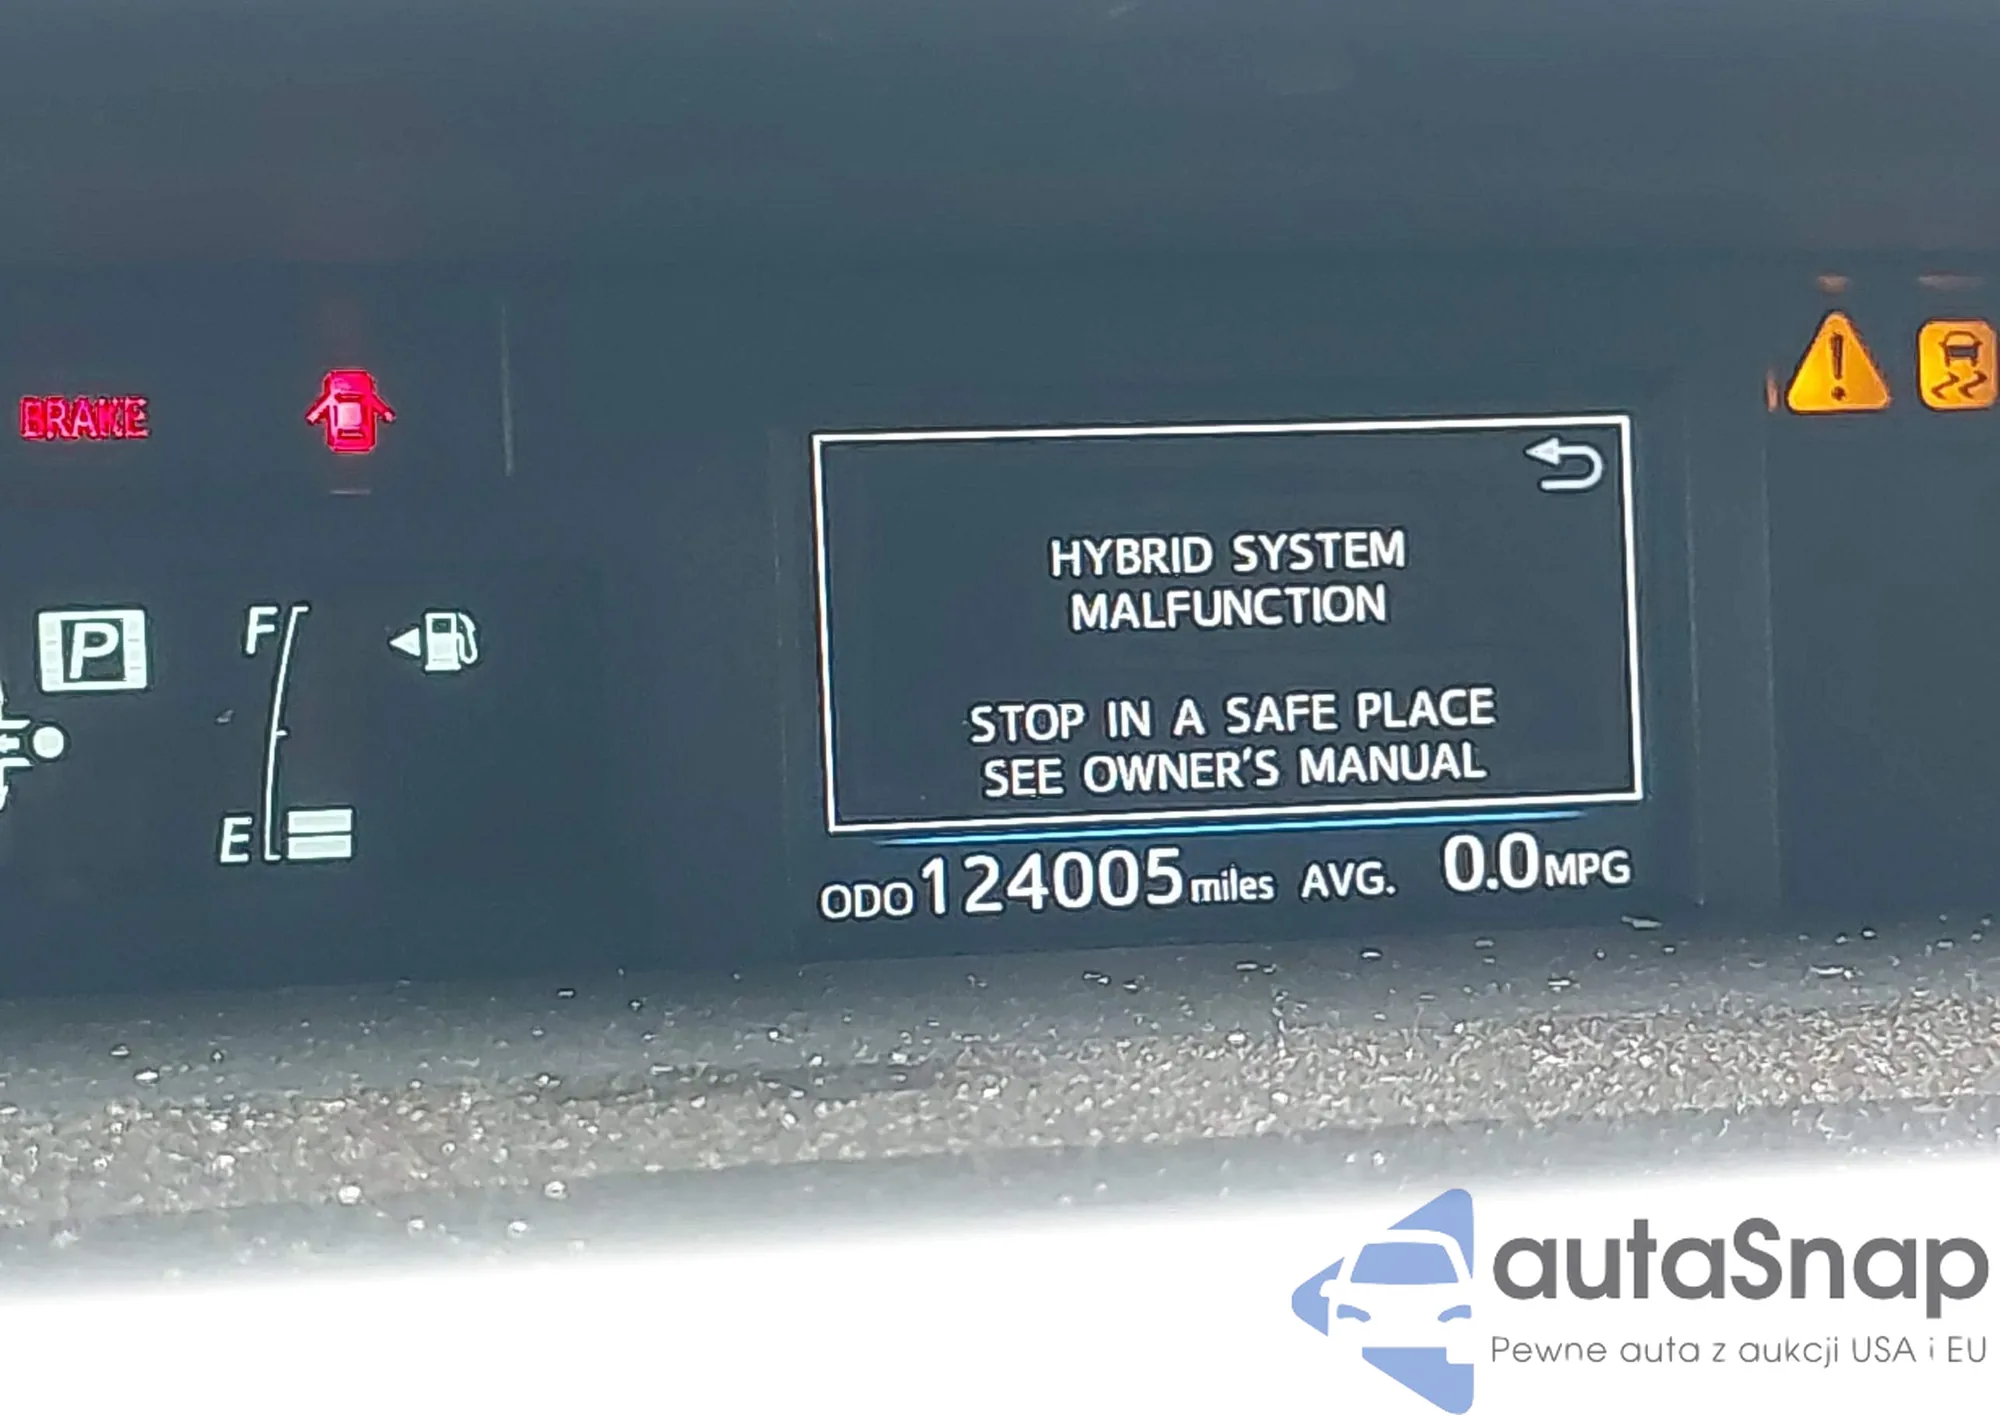 BRAKE
P
F
E
HYBRID SYSTEM
MALFUNCTION
STOP IN A SAFE PLACE
SEE OWNER'S MANUAL
ODO 124005 miles AVG. 0.0 MPG
autaSnap
Pewne auta z aukcji USA i EU